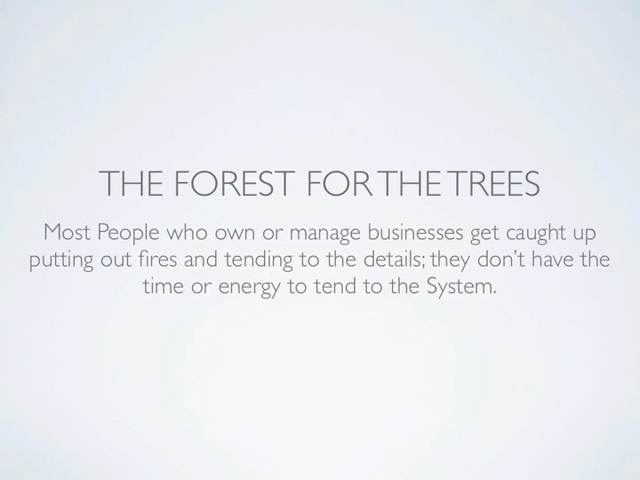 THE FOREST FOR THE TREES
Most People who own or manage businesses get caught up
putting out fires and tending to the details; they don’t have the
time or energy to tend to the System.